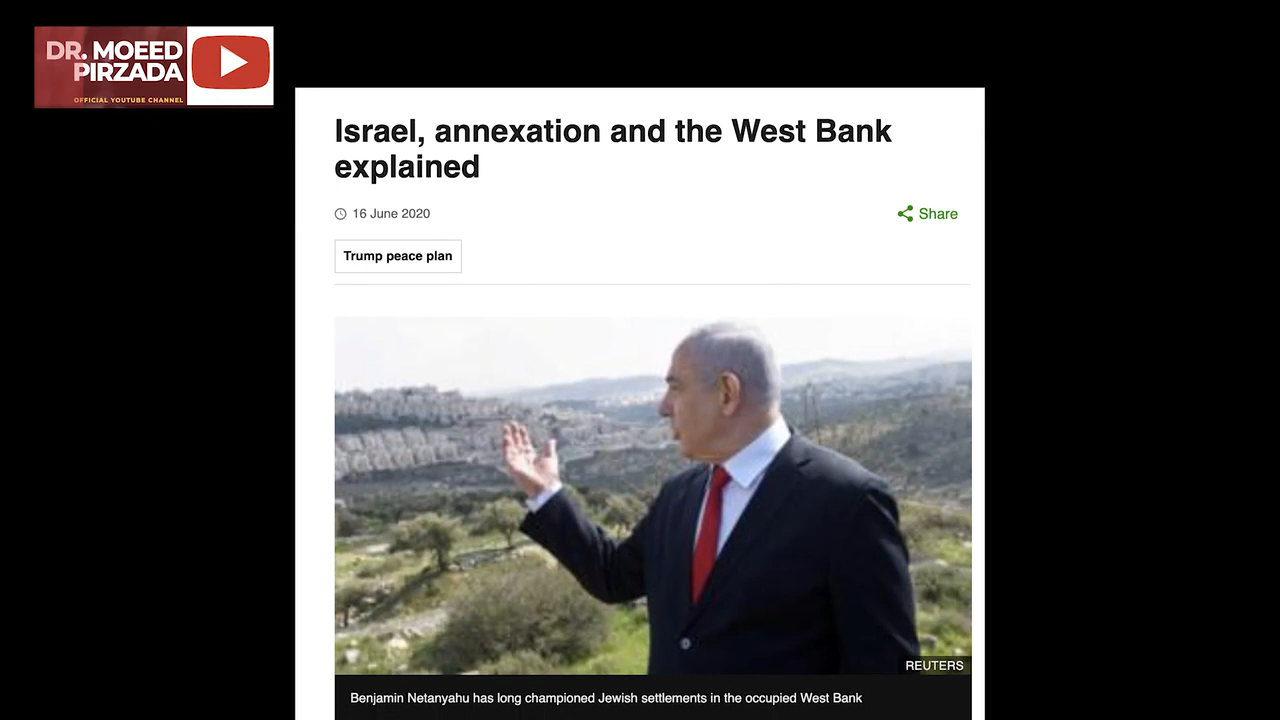 DR. MOEED
PIRZADA
OFFICIAL YOUTUBE CHANNEL
Israel, annexation and the West Bank
explained
16 June 2020
Share
Trump peace plan
REUTERS
Benjamin Netanyahu has long championed Jewish settlements in the occupied West Bank